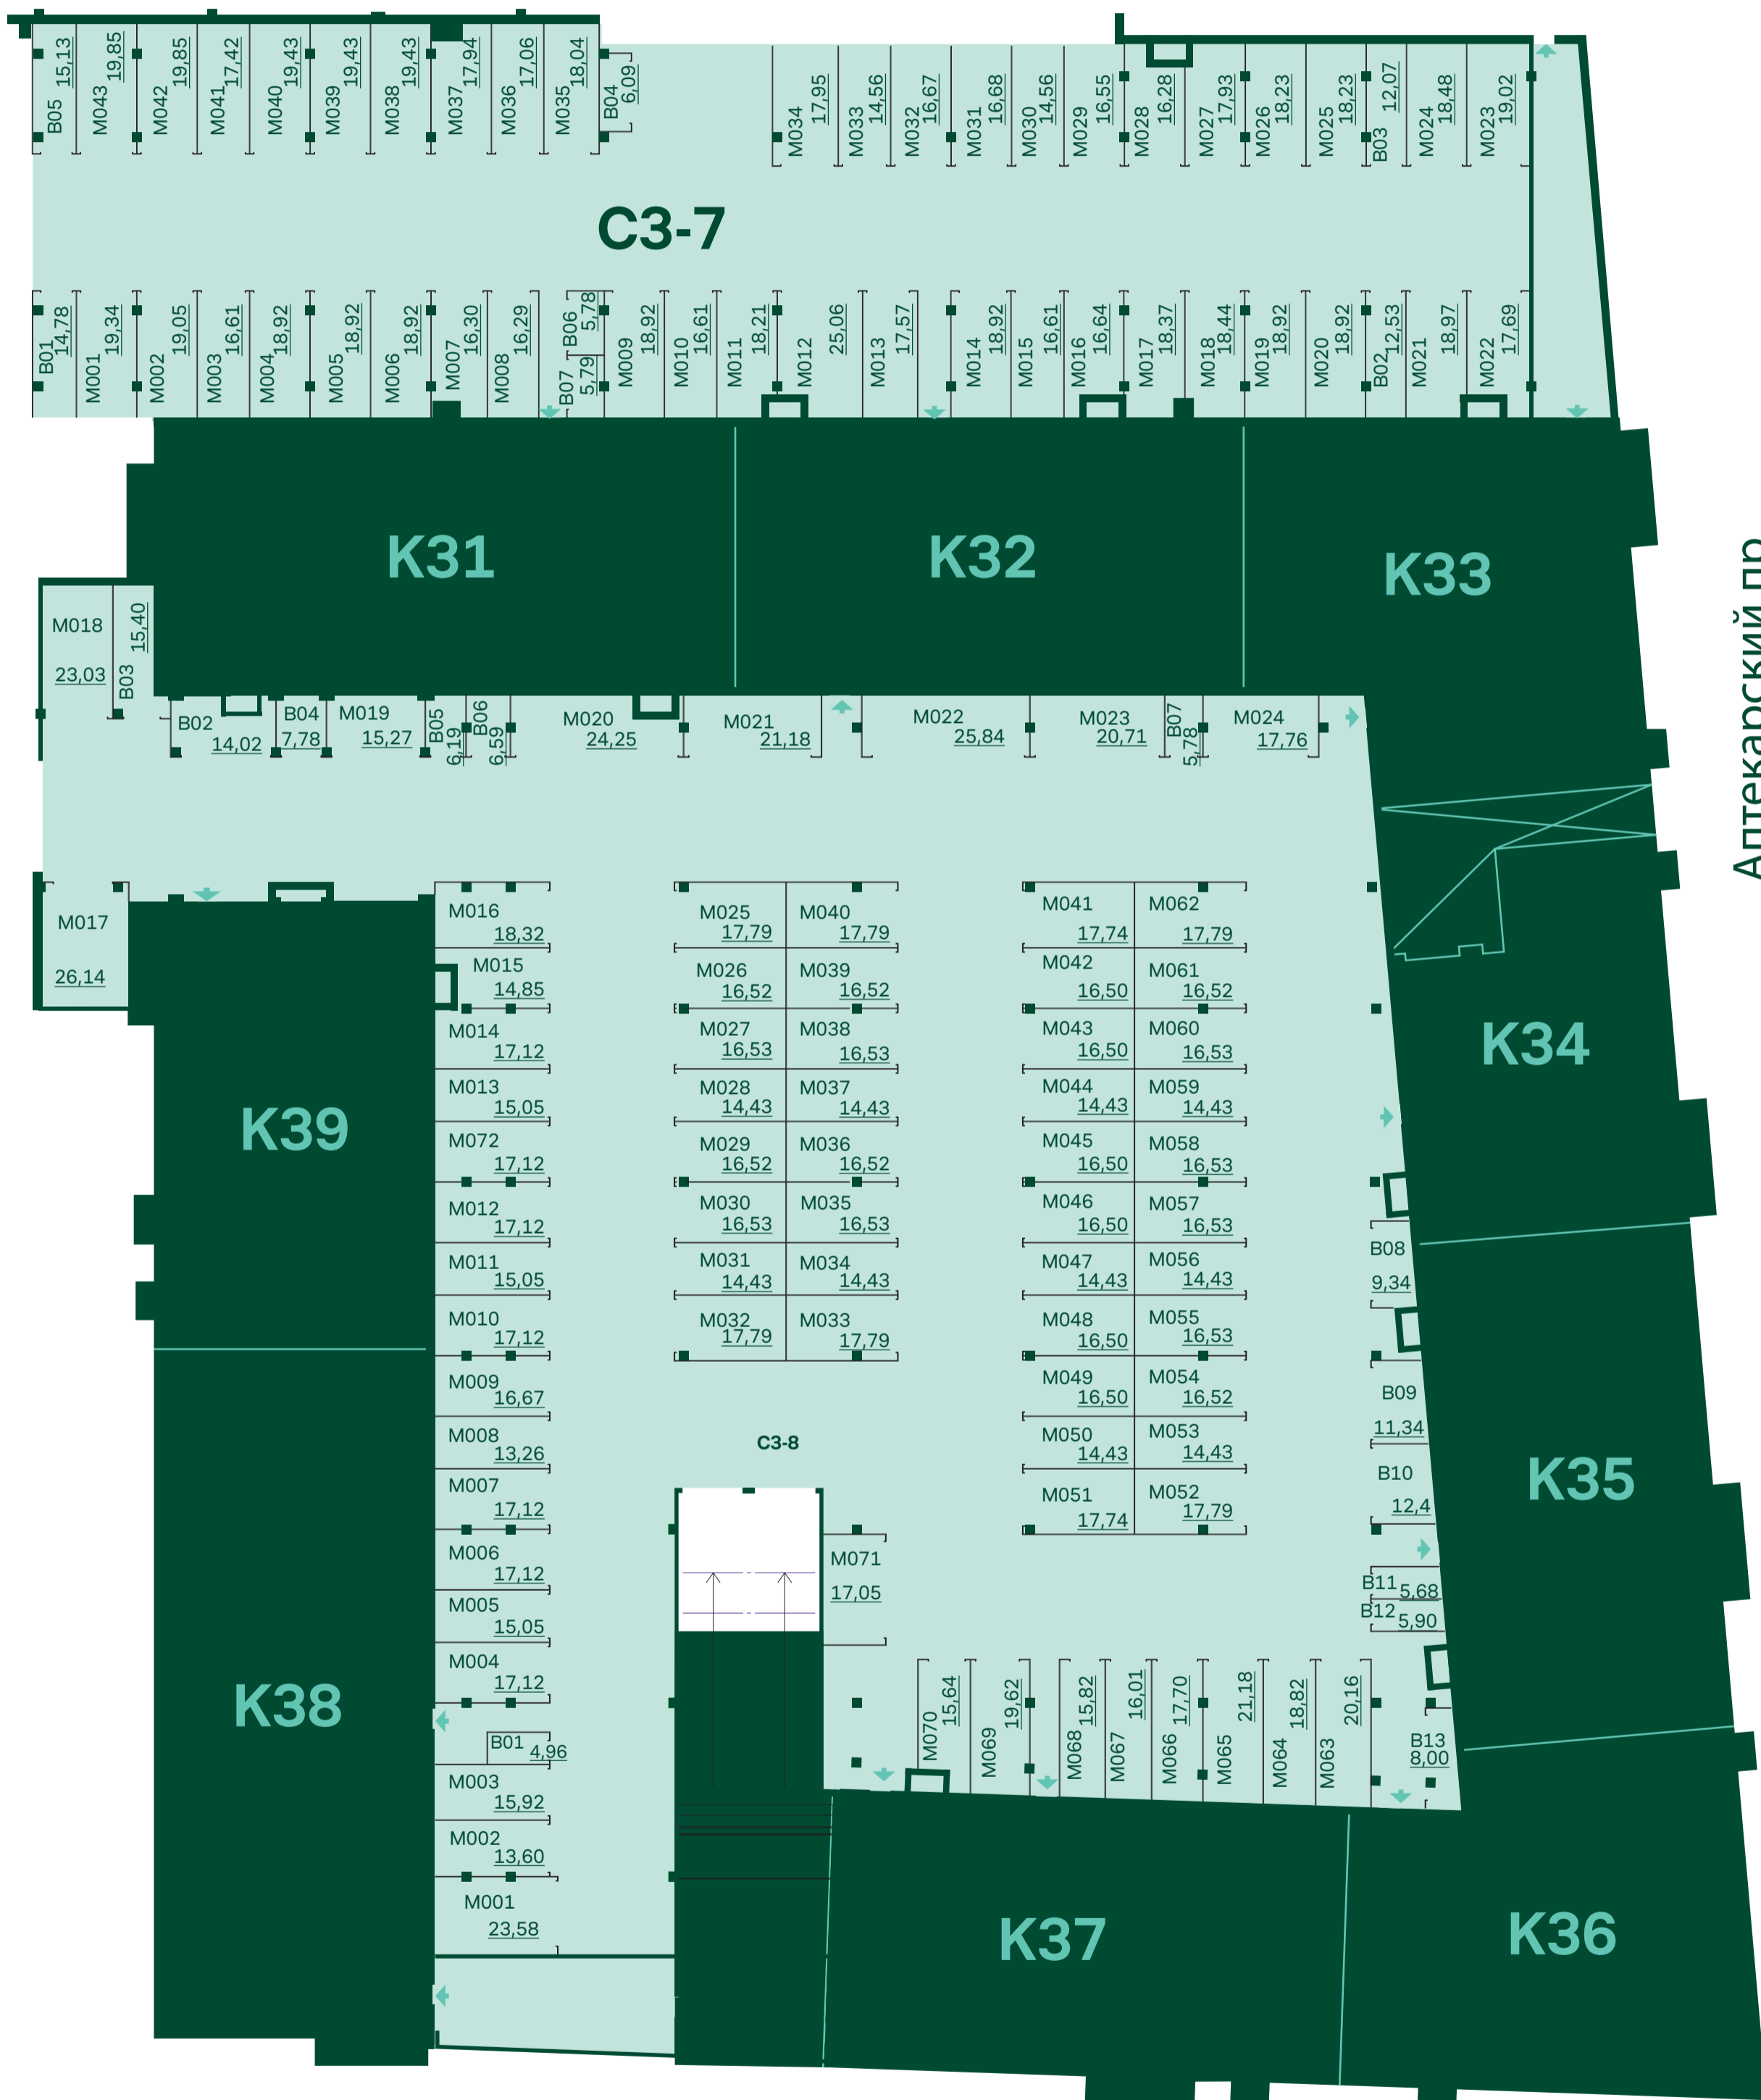 B05 15,13
M043 19,85
M042 19,85
M041 17,42
M040 19,43
M039 19,43
M038 19,43
M037 17,94
M036 17,06
M035 18,04
B04 6,09
M034 17,95
M033 14,56
M032 16,67
M031 16,68
M030 14,56
M029 16,55
M028 16,28
M027 17,93
M026 18,23
M025 18,23
B03 12,07
M024 18,48
M023 19,02
C3-7
B01 14,78
M001 19,34
M002 19,05
M003 16,61
M004 18,92
M005 18,92
M006 18,92
M007 16,30
M008 16,29
B06 5,78
B07 5,79
M009 18,92
M010 16,61
M011 18,21
M012 25,06
M013 17,57
M014 18,92
M015 16,61
M016 16,64
M017 18,37
M018 18,44
M019 18,92
M020 18,92
B02 12,53
M021 18,97
M022 17,69
K31
K32
K33
Аптекарский пр
M018
23,03
B03 15,40
B02
14,02
B04
7,78
M019
15,27
B05 6,19
B06 6,59
M020
24,25
M021
21,18
M022
25,84
M023
20,71
B07 5,78
M024
17,76
M017
26,14
M016
18,32
M015
14,85
M014
17,12
M013
15,05
M072
17,12
M012
17,12
M011
15,05
M010
17,12
M009
16,67
M008
13,26
M007
17,12
M006
17,12
M005
15,05
M004
17,12
B01
4,96
M003
15,92
M002
13,60
M001
23,58
M025
17,79
M026
16,52
M027
16,53
M028
14,43
M029
16,52
M030
16,53
M031
14,43
M032
17,79
M040
17,79
M039
16,52
M038
16,53
M037
14,43
M036
16,52
M035
16,53
M034
14,43
M033
17,79
M041
17,74
M042
16,50
M043
16,50
M044
14,43
M045
16,50
M046
16,50
M047
14,43
M048
16,50
M049
16,50
M050
14,43
M051
17,74
M062
17,79
M061
16,52
M060
16,53
M059
14,43
M058
16,53
M057
16,53
M056
14,43
M055
16,53
M054
16,52
M053
14,43
M052
17,79
C3-8
M071
17,05
B08
9,34
B09
11,34
B10
12,4
B11 5,68
B12 5,90
B13
8,00
M070 15,64
M069 19,62
M068 15,82
M067 16,01
M066 17,70
M065 21,18
M064 18,82
M063 20,16
K34
K35
K36
K37
K38
K39